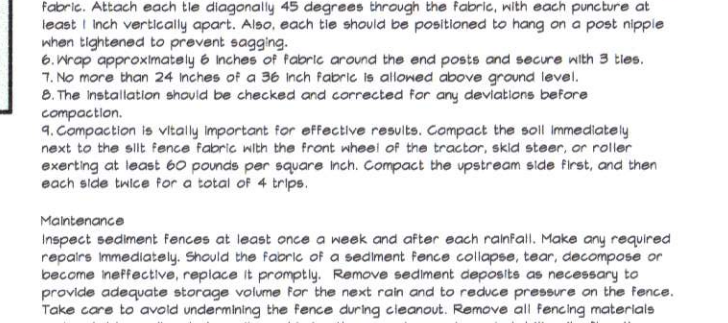 fabric. Attach each tie diagonally 45 degrees through the fabric, with each puncture at
least 1 inch vertically apart. Also, each tie should be positioned to hang on a post nipple
when tightened to prevent sagging.
6. Wrap approximately 6 inches of fabric around the end posts and secure with 3 ties.
7. No more than 24 inches of a 36 inch fabric is allowed above ground level.
8. The installation should be checked and corrected for any deviations before
compaction.
9. Compaction is vitally important for effective results. Compact the soil immediately
next to the silt fence fabric with the front wheel of the tractor, skid steer, or roller
exerting at least 60 pounds per square inch. Compact the upstream side first, and then
each side twice for a total of 4 trips.
Maintenance
Inspect sediment fences at least once a week and after each rainfall. Make any required
repairs immediately. Should the fabric of a sediment fence collapse, tear, decompose or
become ineffective, replace it promptly. Remove sediment deposits as necessary to
provide adequate storage volume for the next rain and to reduce pressure on the fence.
Take care to avoid undermining the fence during cleanout. Remove all fencing materials